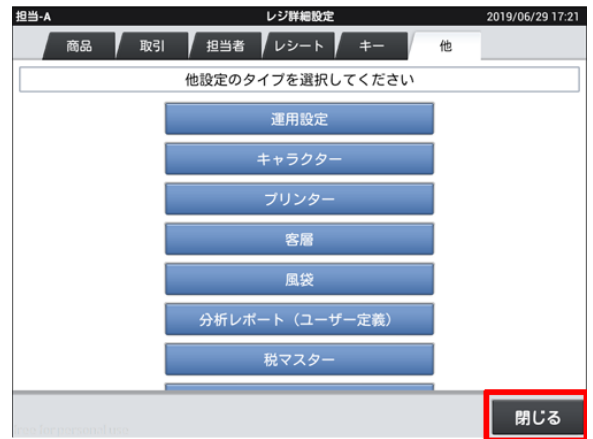 担当-A レジ詳細設定 2019/06/29 17:21
商品 取引 担当者 レシート キー 他
他設定のタイプを選択してください
運用設定
キャラクター
プリンター
客層
風袋
分析レポート（ユーザー定義）
税マスター
閉じる